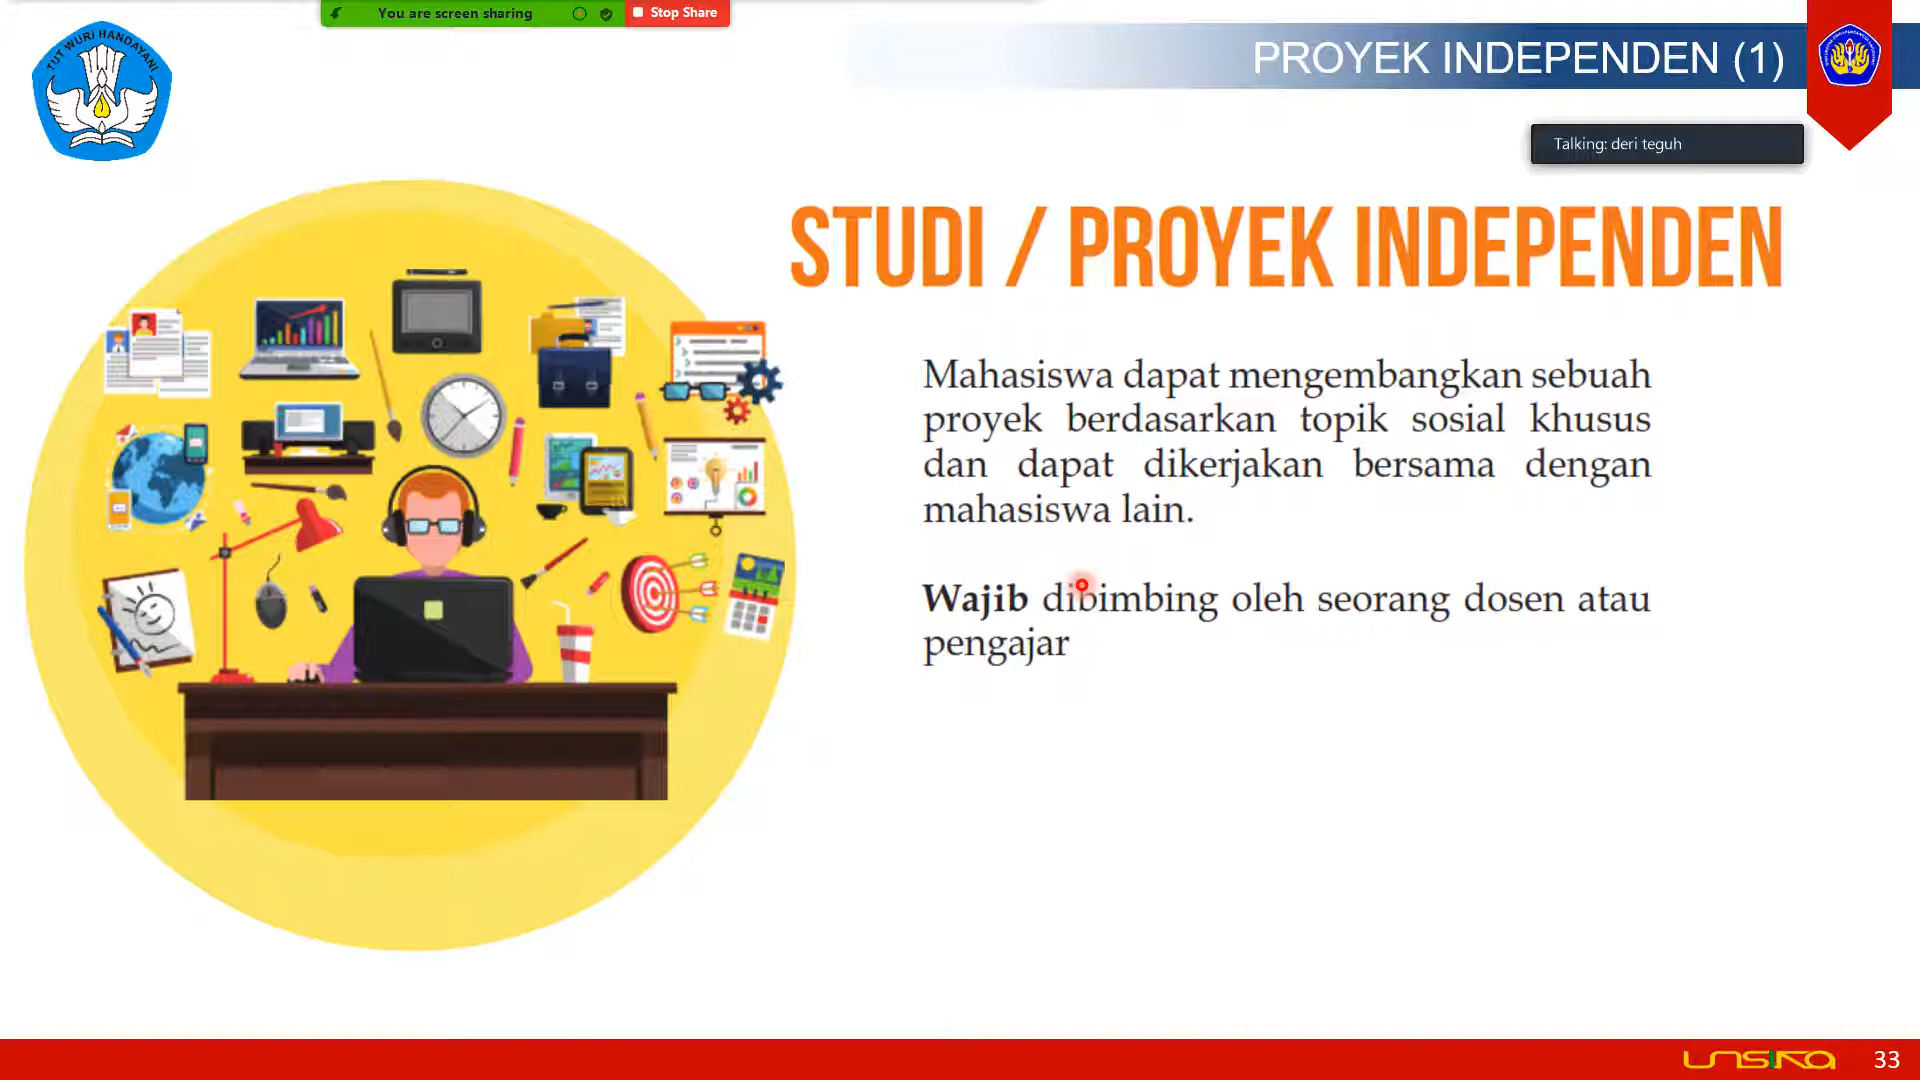 You are screen sharing
Stop Share
TUT WURI HANDAYANI
PROYEK INDEPENDEN (1)
Talking: deri teguh
STUDI / PROYEK INDEPENDEN
Mahasiswa dapat mengembangkan sebuah
proyek berdasarkan topik sosial khusus
dan dapat dikerjakan bersama dengan
mahasiswa lain.
Wajib dibimbing oleh seorang dosen atau
pengajar
unsika
33